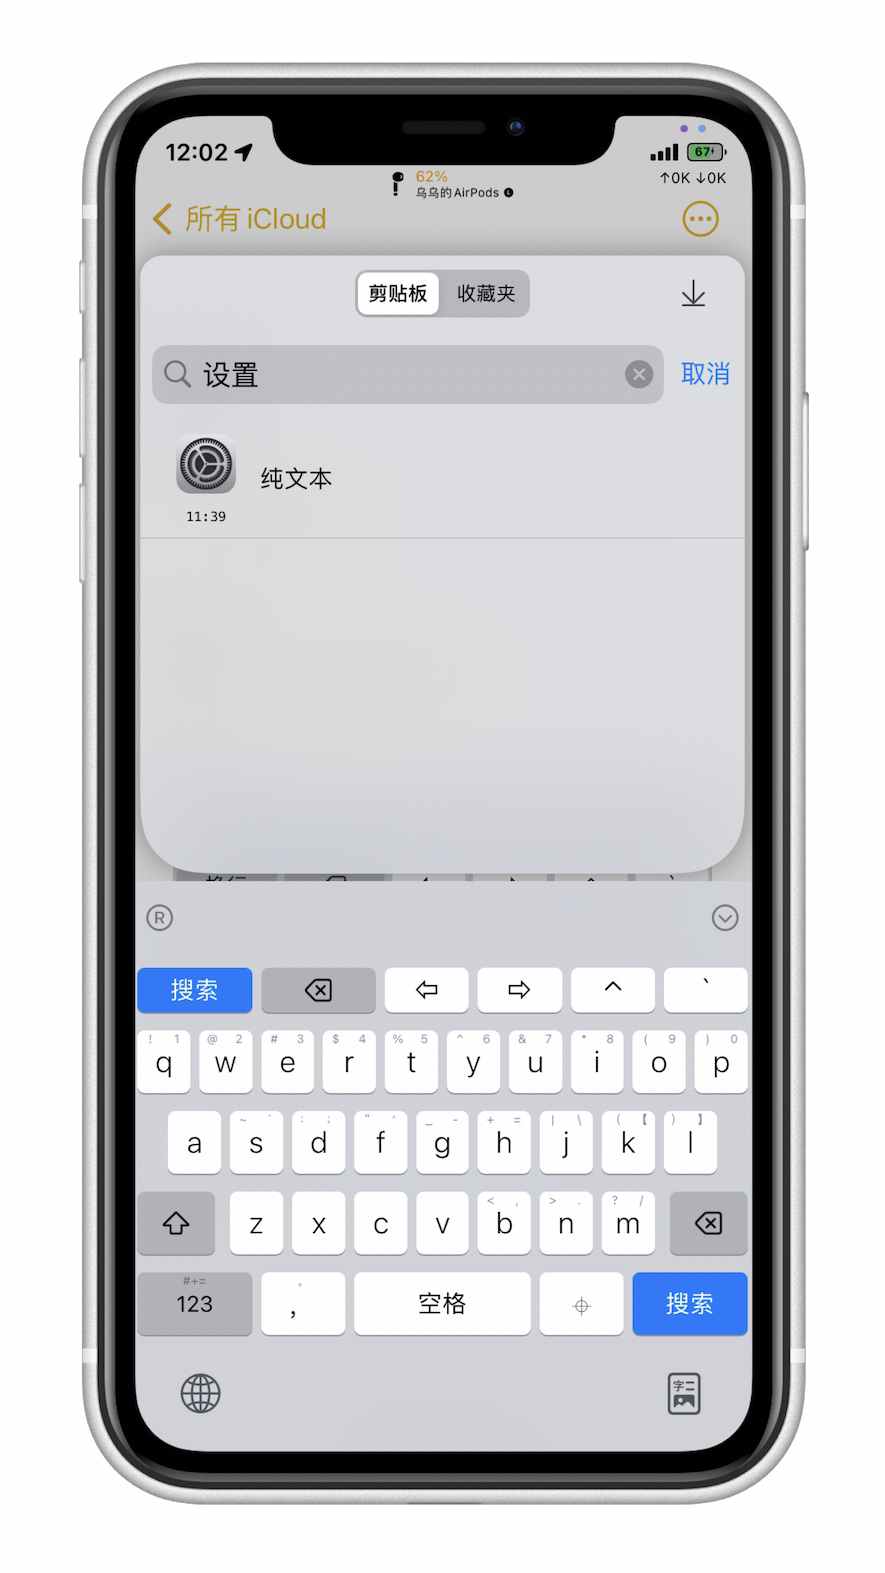 12:02
67
62%
乌乌的AirPods L
↑0K ↓0K
所有 iCloud
剪贴板 收藏夹
设置 取消
纯文本
11:39
R
搜索 ^ `
! 1 @ 2 # 3 $ 4 % 5 ^ 6 & 7 * 8 ( 9 ) 0
q w e r t y u i o p
a s d f g h j k l
z x c v b n m
#+=
123 , 空格 搜索
字